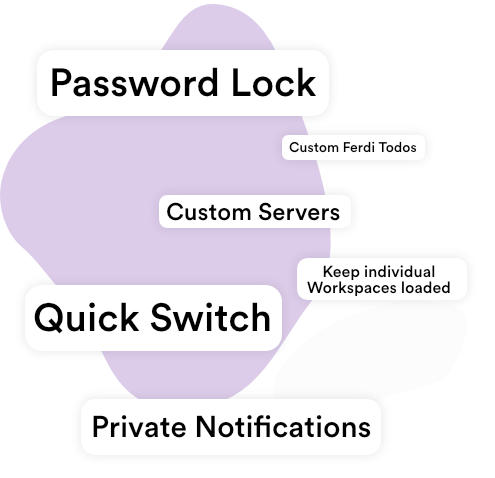 Password Lock
Custom Ferdi Todos
Custom Servers
Keep individual
Workspaces loaded
Quick Switch
Private Notifications